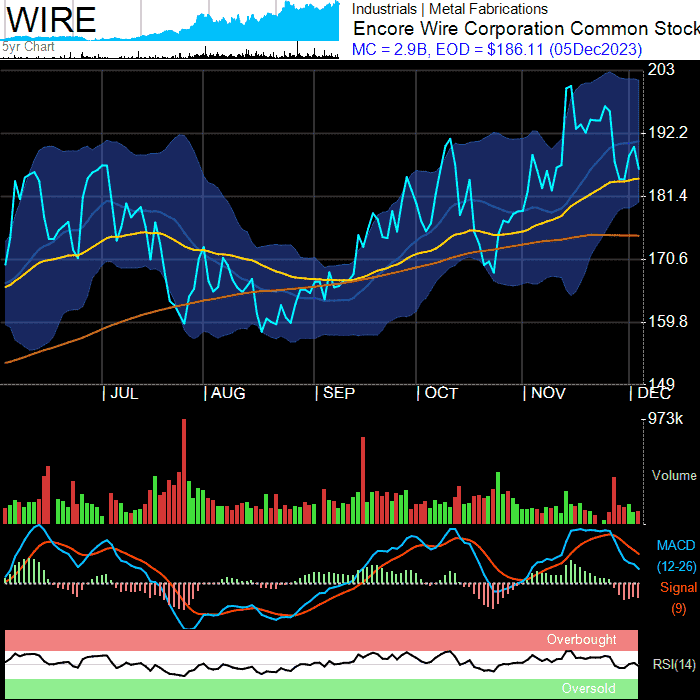 WIRE
Industrials | Metal Fabrications
Encore Wire Corporation Common Stock
5yr Chart
MC = 2.9B, EOD = $186.11 (05Dec2023)
203
192.2
181.4
170.6
159.8
149
JUL AUG SEP OCT NOV DEC
973k
Volume
MACD
(12-26)
Signal
(9)
Overbought
RSI(14)
Oversold